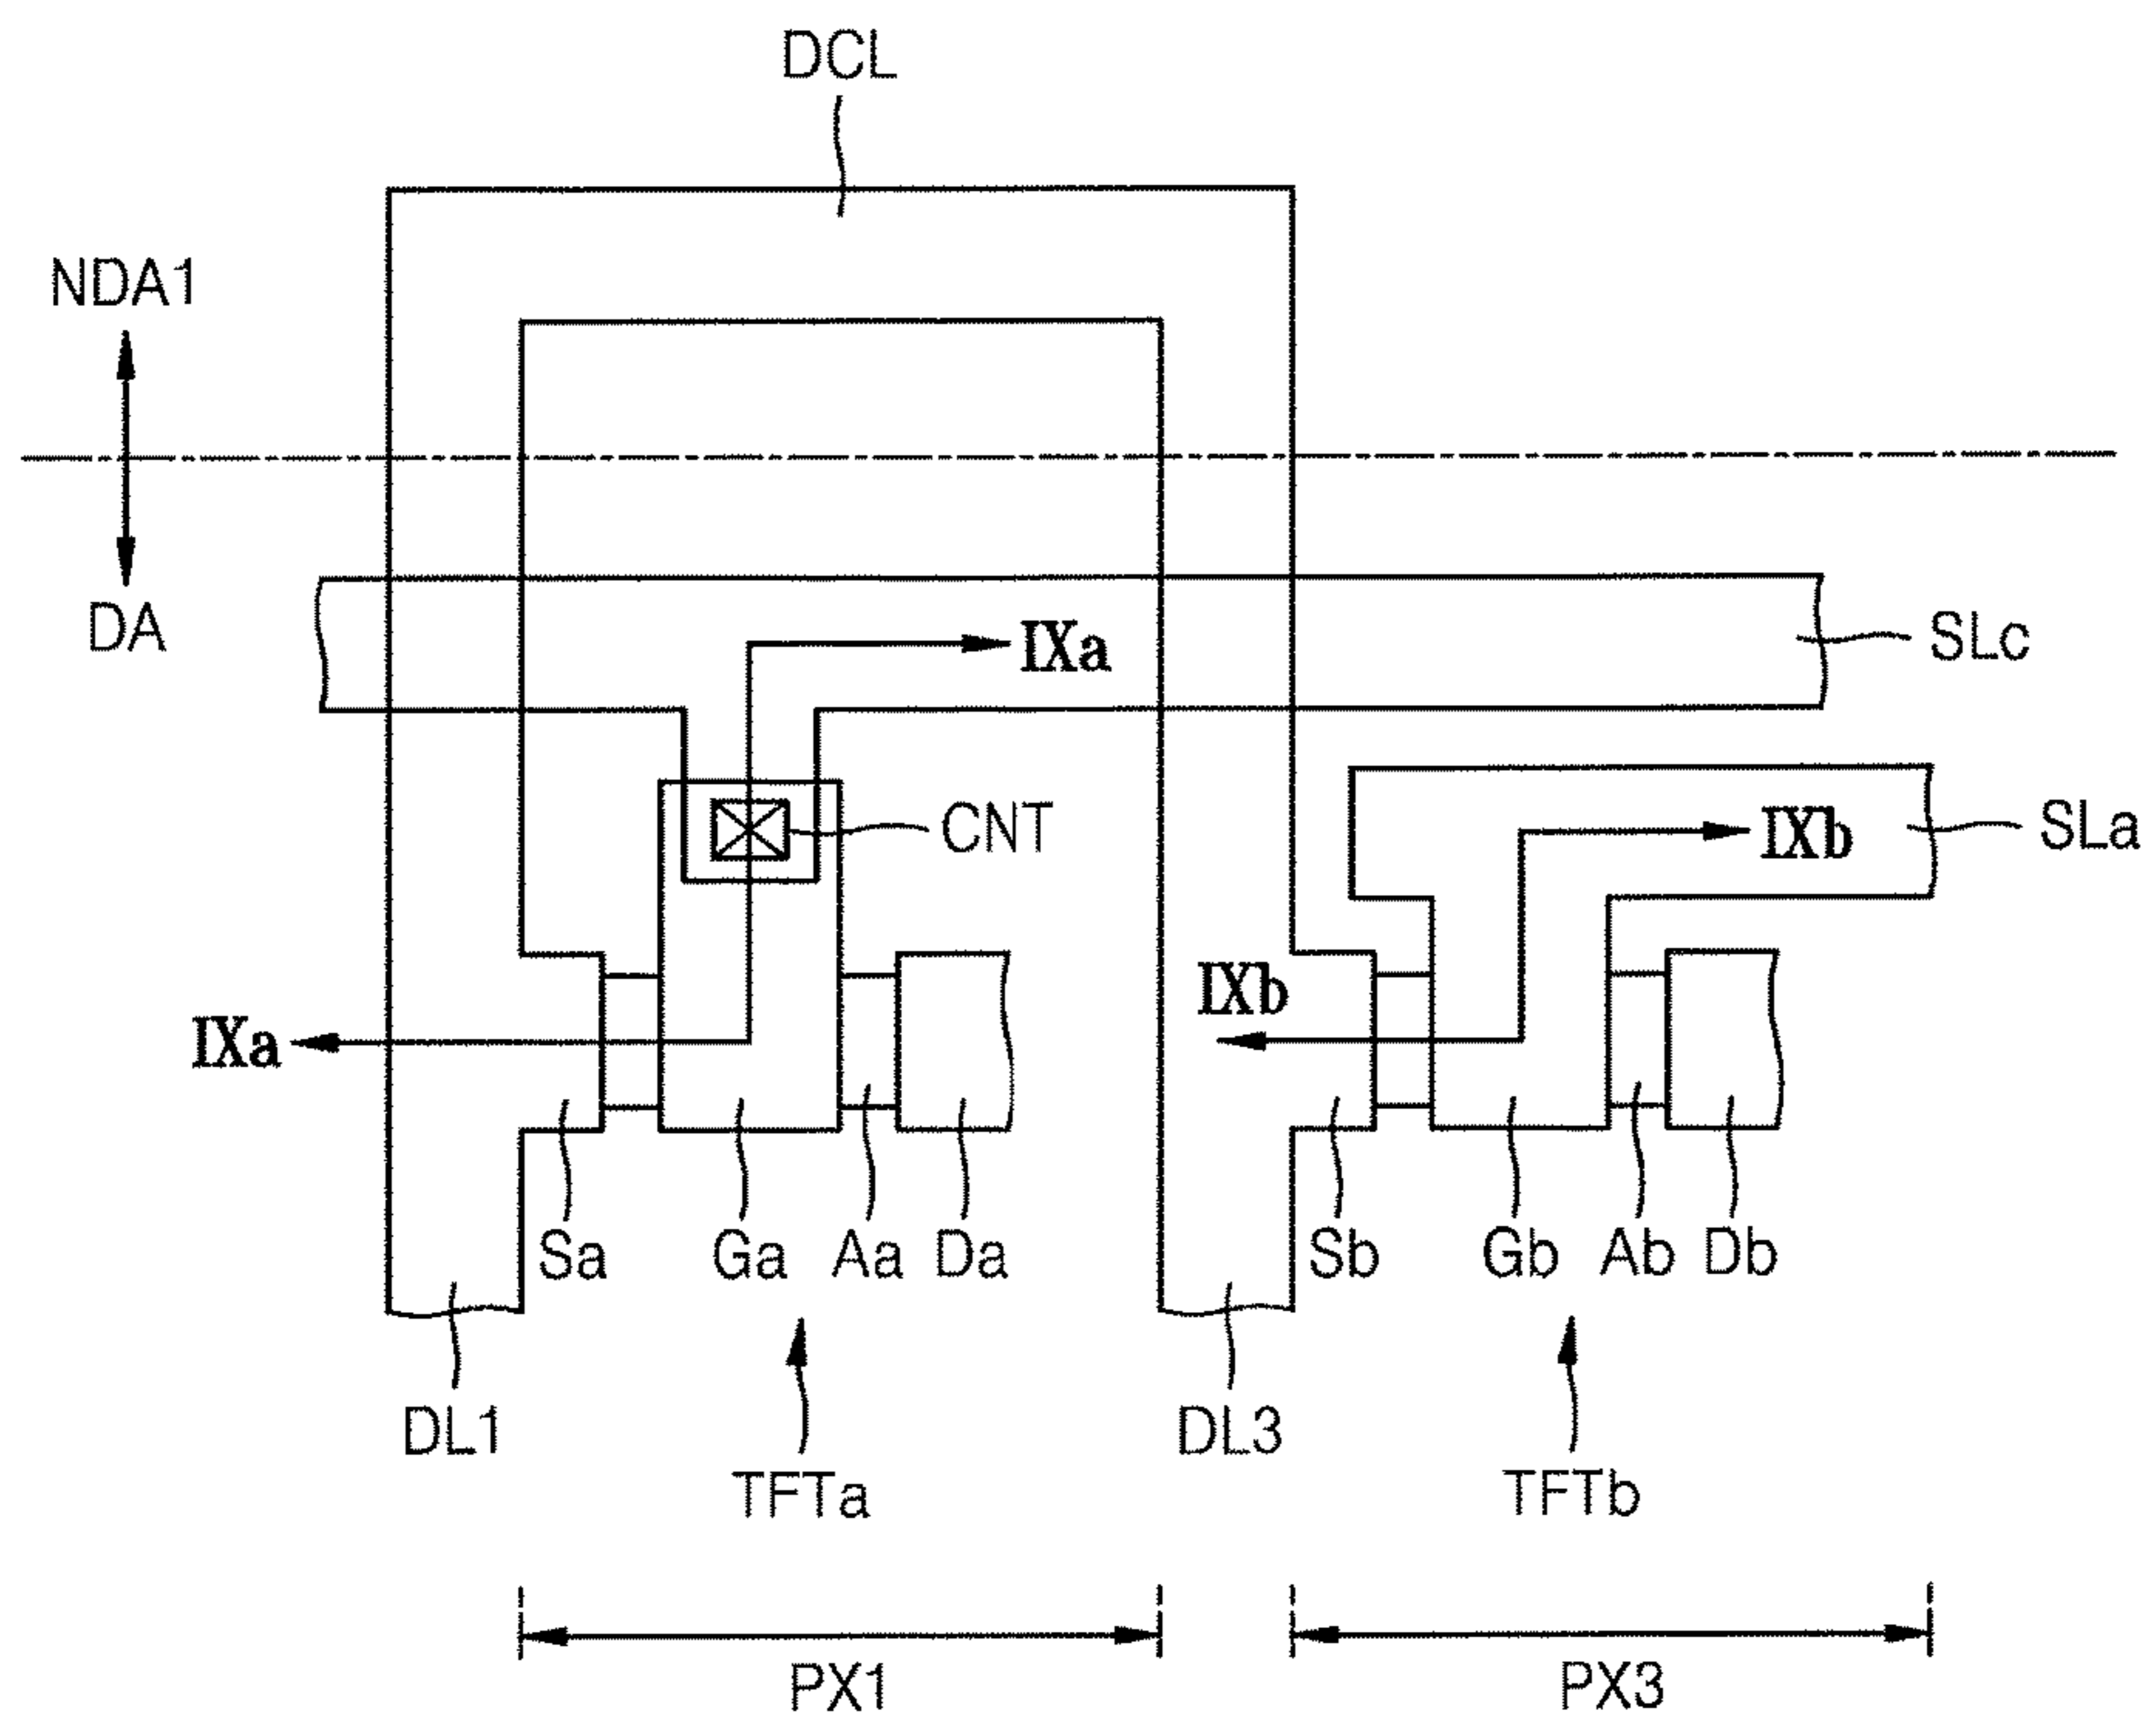 DCL
NDA1
DA
SLc
IXa
CNT
SLa
IXb
IXb
IXa
Sa
Ga
Aa
Da
Sb
Gb
Ab
Db
DL1
DL3
TFTa
TFTb
PX1
PX3